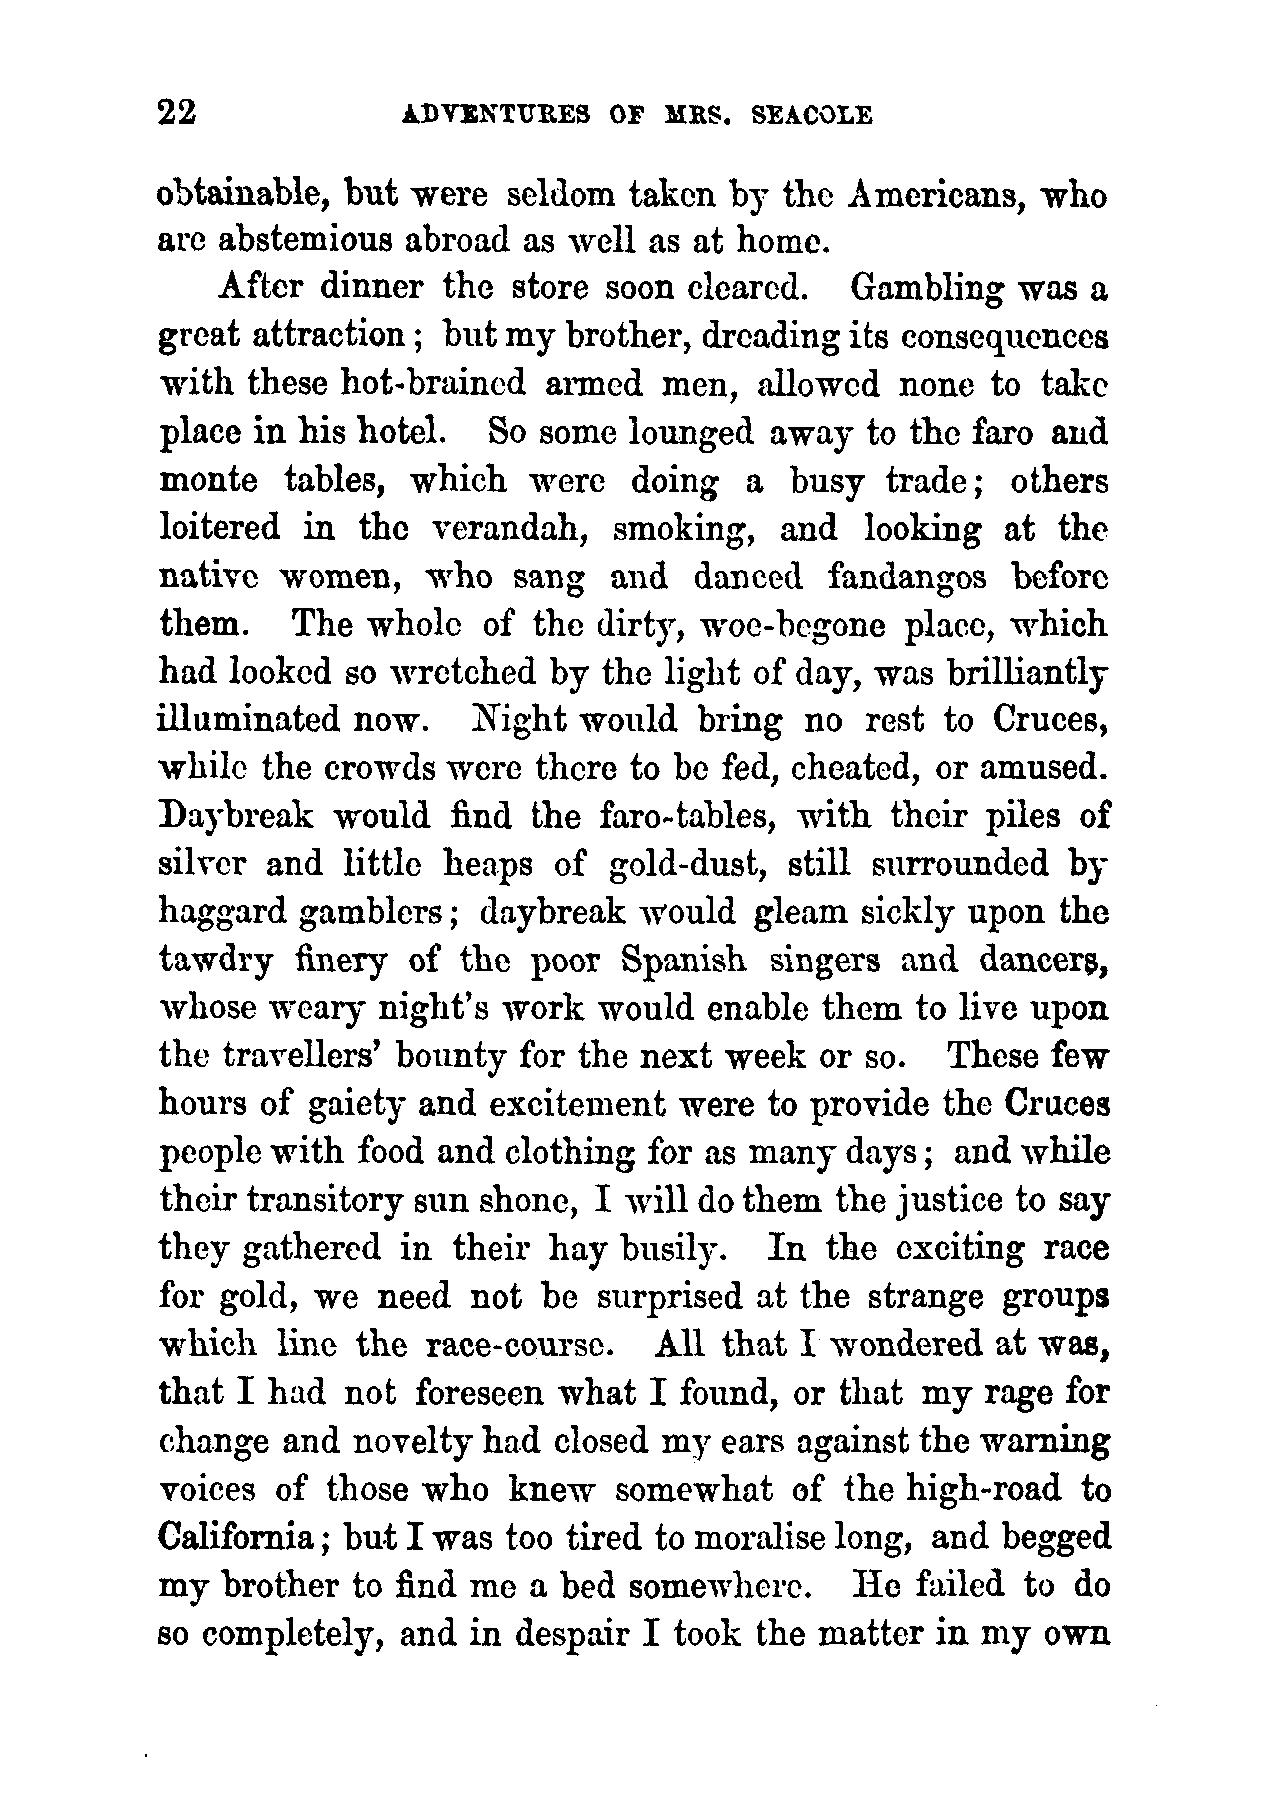 22 ADVENTURES OF MRS. SEACOLE
obtainable, but were seldom taken by the Americans, who
are abstemious abroad as well as at home.
After dinner the store soon cleared. Gambling was a
great attraction; but my brother, dreading its consequences
with these hot-brained armed men, allowed none to take
place in his hotel. So some lounged away to the faro and
monte tables, which were doing a busy trade; others
loitered in the verandah, smoking, and looking at the
native women, who sang and danced fandangos before
them. The whole of the dirty, woe-begone place, which
had looked so wretched by the light of day, was brilliantly
illuminated now. Night would bring no rest to Cruces,
while the crowds were there to be fed, cheated, or amused.
Daybreak would find the faro-tables, with their piles of
silver and little heaps of gold-dust, still surrounded by
haggard gamblers; daybreak would gleam sickly upon the
tawdry finery of the poor Spanish singers and dancers,
whose weary night's work would enable them to live upon
the travellers' bounty for the next week or so. These few
hours of gaiety and excitement were to provide the Cruces
people with food and clothing for as many days; and while
their transitory sun shone, I will do them the justice to say
they gathered in their hay busily. In the exciting race
for gold, we need not be surprised at the strange groups
which line the race-course. All that I wondered at was,
that I had not foreseen what I found, or that my rage for
change and novelty had closed my ears against the warning
voices of those who knew somewhat of the high-road to
California; but I was too tired to moralise long, and begged
my brother to find me a bed somewhere. He failed to do
so completely, and in despair I took the matter in my own